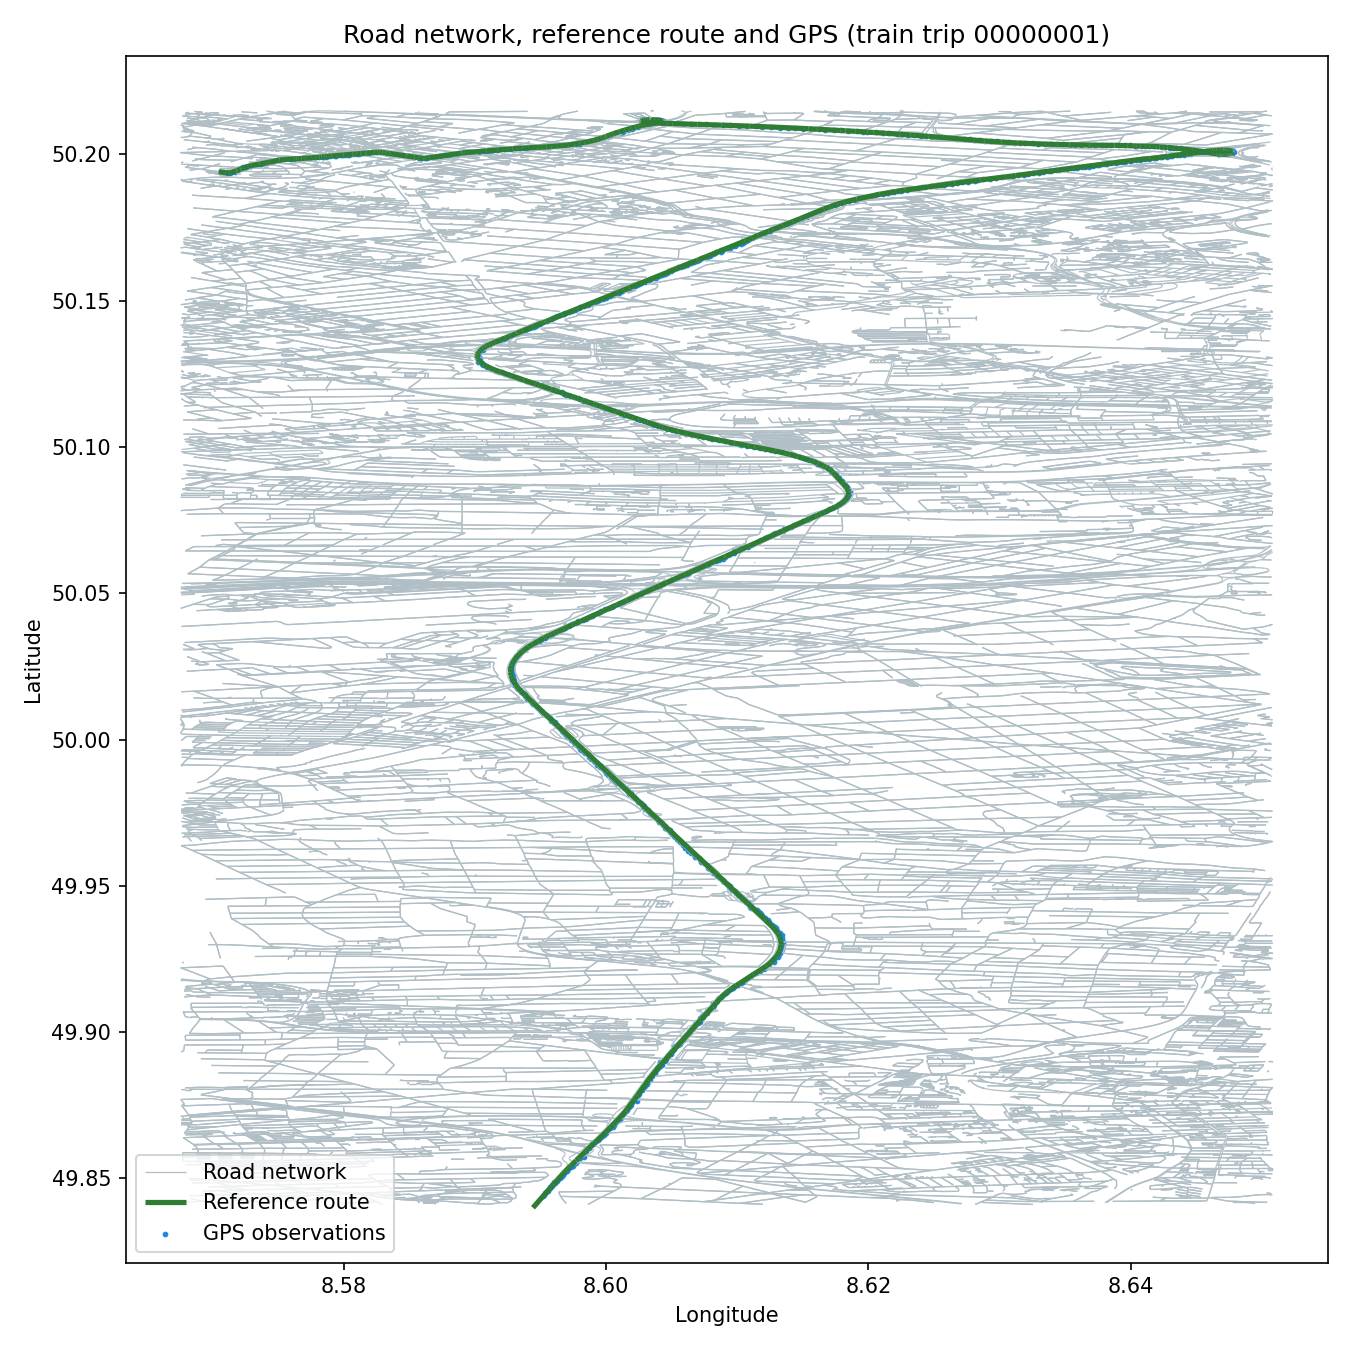 Road network, reference route and GPS (train trip 00000001)
50.20
50.15
50.10
50.05
50.00
49.95
49.90
49.85
Latitude
Road network
Reference route
GPS observations
8.58
8.60
8.62
8.64
Longitude